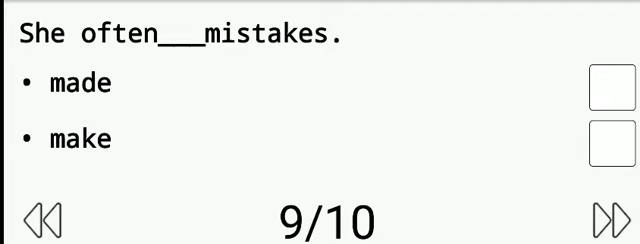 She often___mistakes.
• made
• make
9/10